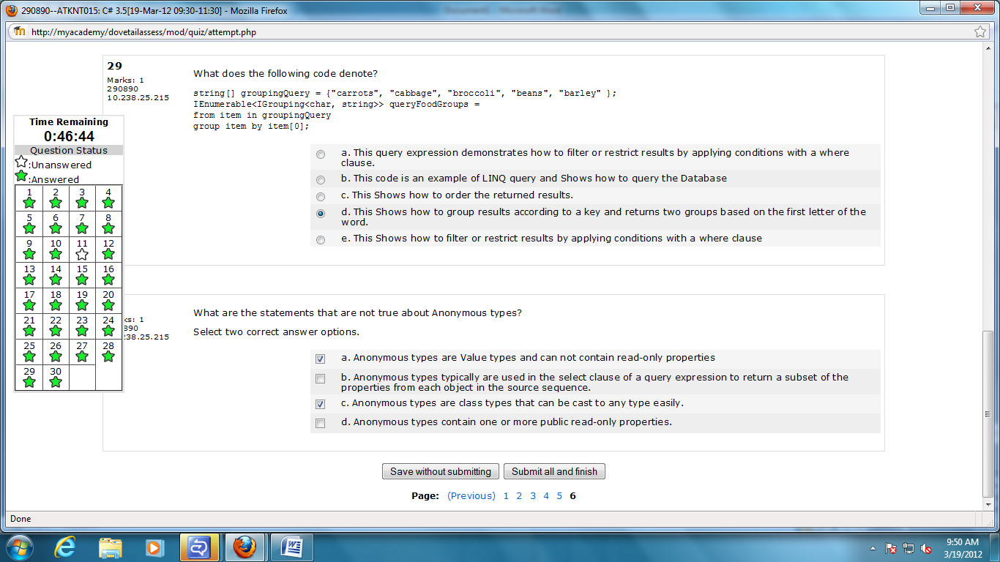 290890--ATKNT015: C# 3.5[19-Mar-12 09:30-11:30] - Mozilla Firefox
http://myacademy/dovetailassess/mod/quiz/attempt.php
29
Marks: 1
290890
10.238.25.215
What does the following code denote?
string[] groupingQuery = {"carrots", "cabbage", "broccoli", "beans", "barley" };
IEnumerable<IGrouping<char, string>> queryFoodGroups =
from item in groupingQuery
group item by item[0];
a. This query expression demonstrates how to filter or restrict results by applying conditions with a where
clause.
b. This code is an example of LINQ query and Shows how to query the Database
c. This Shows how to order the returned results.
d. This Shows how to group results according to a key and returns two groups based on the first letter of the
word.
e. This Shows how to filter or restrict results by applying conditions with a where clause
Time Remaining
0:46:44
Question Status
:Unanswered
:Answered
1 2 3 4
5 6 7 8
9 10 11 12
13 14 15 16
17 18 19 20
21 22 23 24
25 26 27 28
29 30
ks: 1
890
38.25.215
What are the statements that are not true about Anonymous types?
Select two correct answer options.
a. Anonymous types are Value types and can not contain read-only properties
b. Anonymous types typically are used in the select clause of a query expression to return a subset of the
properties from each object in the source sequence.
c. Anonymous types are class types that can be cast to any type easily.
d. Anonymous types contain one or more public read-only properties.
Save without submitting Submit all and finish
Page: (Previous) 1 2 3 4 5 6
Done
9:50 AM
3/19/2012